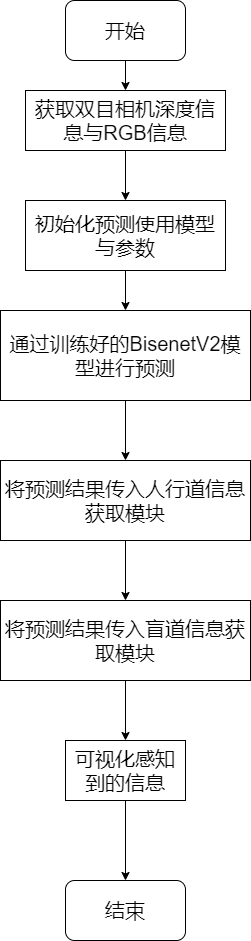 开始
获取双目相机深度信
息与RGB信息
初始化预测使用模型
与参数
通过训练好的BisenetV2模
型进行预测
将预测结果传入人行道信息
获取模块
将预测结果传入盲道信息获
取模块
可视化感知
到的信息
结束